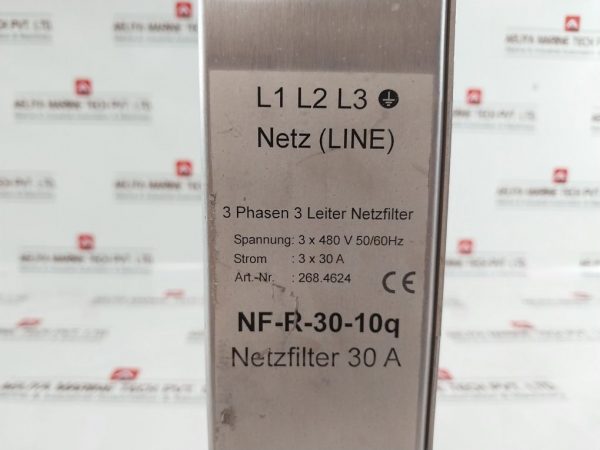 L1 L2 L3 ⏚
Netz (LINE)
3 Phasen 3 Leiter Netzfilter
Spannung: 3 x 480 V 50/60Hz
Strom : 3 x 30 A
Art.-Nr. : 268.4624
CE
NF-R-30-10q
Netzfilter 30 A